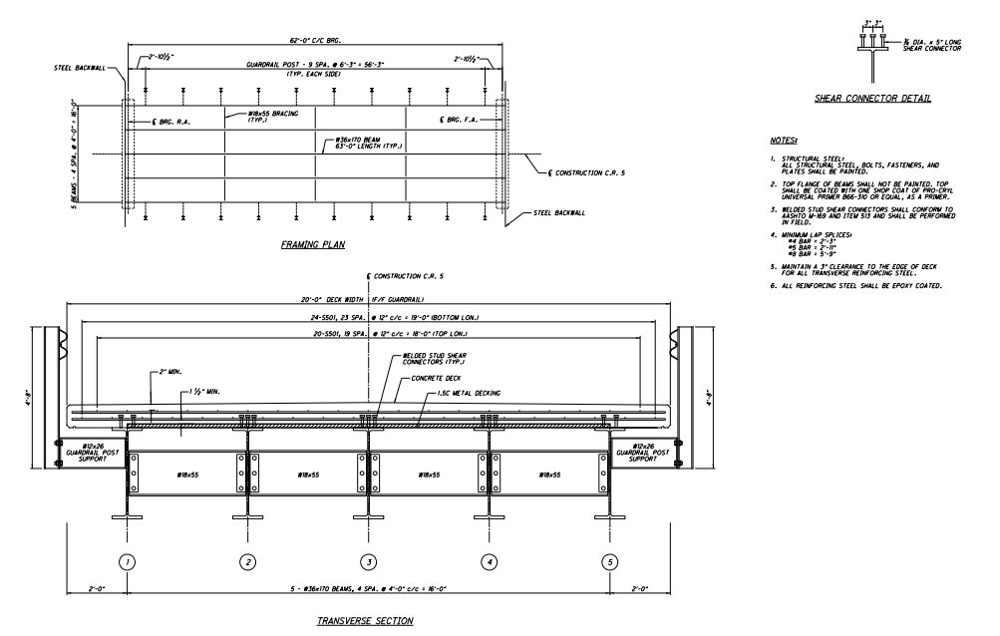 62'-0" C/C BRG.
2'-10½"
GUARDRAIL POST - 9 SPA. @ 6'-3" = 56'-3"
(TYP. EACH SIDE)
2'-10½"
STEEL BACKWALL
5 BEAMS - 4 SPA. @ 4'-0" = 16'-0"
℄ BRG. R.A.
W18x55 BRACING
(TYP.)
℄ BRG. F.A.
W36x170 BEAM
63'-0" LENGTH (TYP.)
℄ CONSTRUCTION C.R. 5
STEEL BACKWALL
FRAMING PLAN
3" 3"
DIA. x 5" LONG
SHEAR CONNECTOR
SHEAR CONNECTOR DETAIL
NOTES:
1. STRUCTURAL STEEL:
ALL STRUCTURAL STEEL, BOLTS, FASTENERS, AND
PLATES SHALL BE PAINTED.
2. TOP FLANGE OF BEAMS SHALL NOT BE PAINTED. TOP
SHALL BE COATED WITH ONE SHOP COAT OF PRO-CRYL
UNIVERSAL PRIMER B66-310 OR EQUAL, AS A PRIMER.
3. WELDED STUD SHEAR CONNECTORS SHALL CONFORM TO
AASHTO M-169 AND ITEM 513 AND SHALL BE PERFORMED
IN FIELD.
4. MINIMUM LAP SPLICES:
#4 BAR = 2'-3"
#5 BAR = 2'-11"
#8 BAR = 5'-9"
5. MAINTAIN A 3" CLEARANCE TO THE EDGE OF DECK
FOR ALL TRANSVERSE REINFORCING STEEL.
6. ALL REINFORCING STEEL SHALL BE EPOXY COATED.
℄ CONSTRUCTION C.R. 5
20'-0" DECK WIDTH (F/F GUARDRAIL)
24-S501, 23 SPA. @ 12" c/c = 19'-0" (BOTTOM LON.)
20-S501, 19 SPA. @ 12" c/c = 18'-0" (TOP LON.)
WELDED STUD SHEAR
CONNECTORS (TYP.)
2" MIN.
CONCRETE DECK
1 ½" MIN.
1.5C METAL DECKING
4'-8"
4'-8"
W12x26
GUARDRAIL POST
SUPPORT
W18x55
W18x55
W18x55
W18x55
W12x26
GUARDRAIL POST
SUPPORT
1
2
3
4
5
2'-0"
5 - W36x170 BEAMS, 4 SPA. @ 4'-0" c/c = 16'-0"
2'-0"
TRANSVERSE SECTION